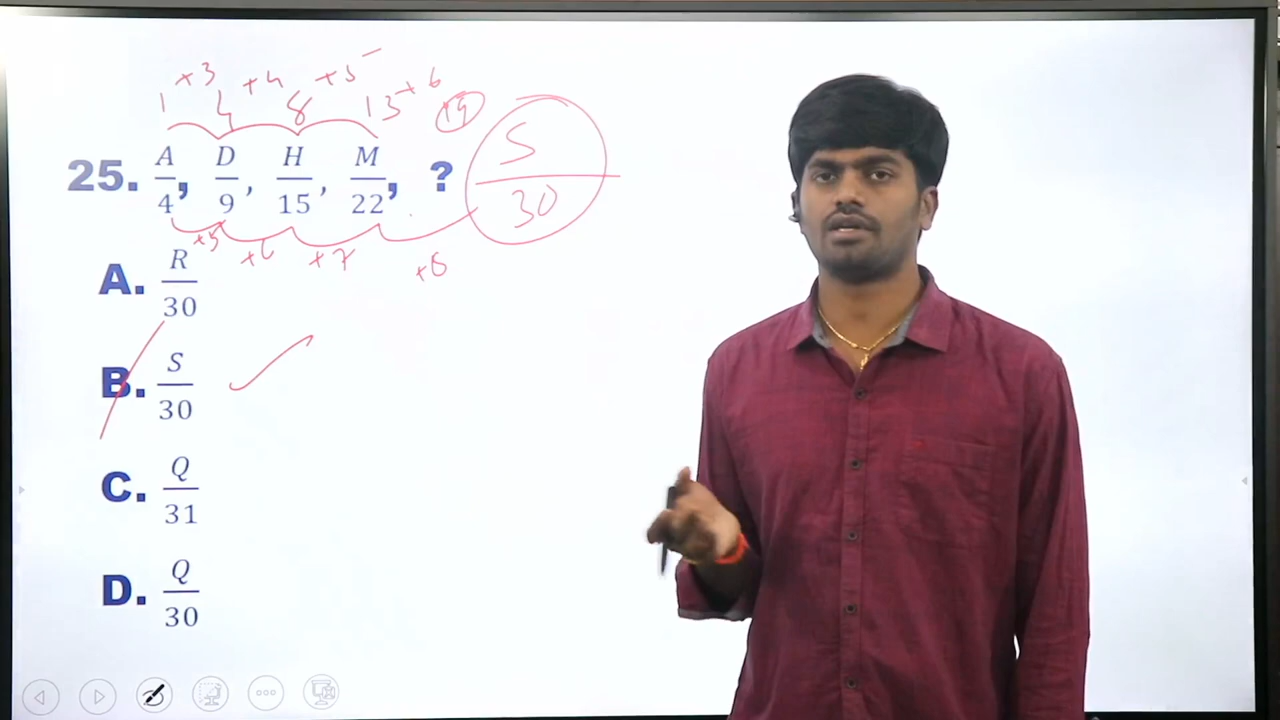 +3 +4 +5 +6
1 4 8 13 19
25. A/4, D/9, H/15, M/22, ? S/30
+5 +6 +7 +8
A. R/30
B. S/30
C. Q/31
D. Q/30